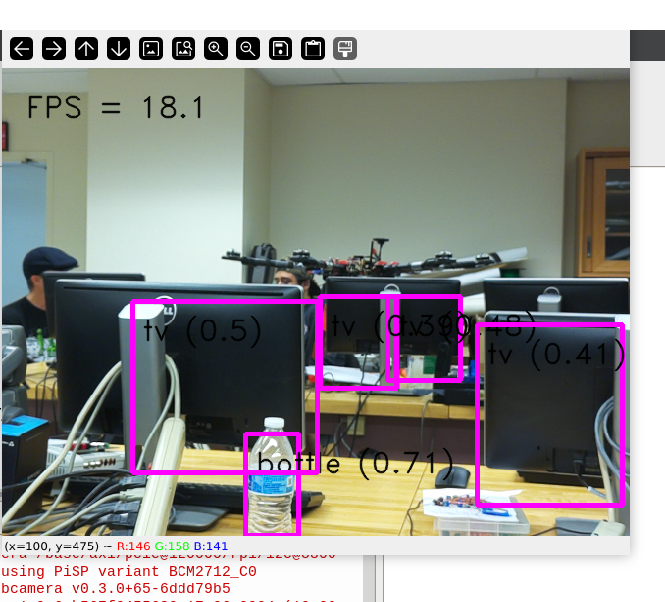 FPS = 18.1
tv (0.5)
tv (0.39)
tv (0.48)
tv (0.41)
bottle (0.71)
(x=100, y=475) ~ R:146 G:158 B:141
using PiSP variant BCM2712_C0
bcamera v0.3.0+65-6ddd79b5